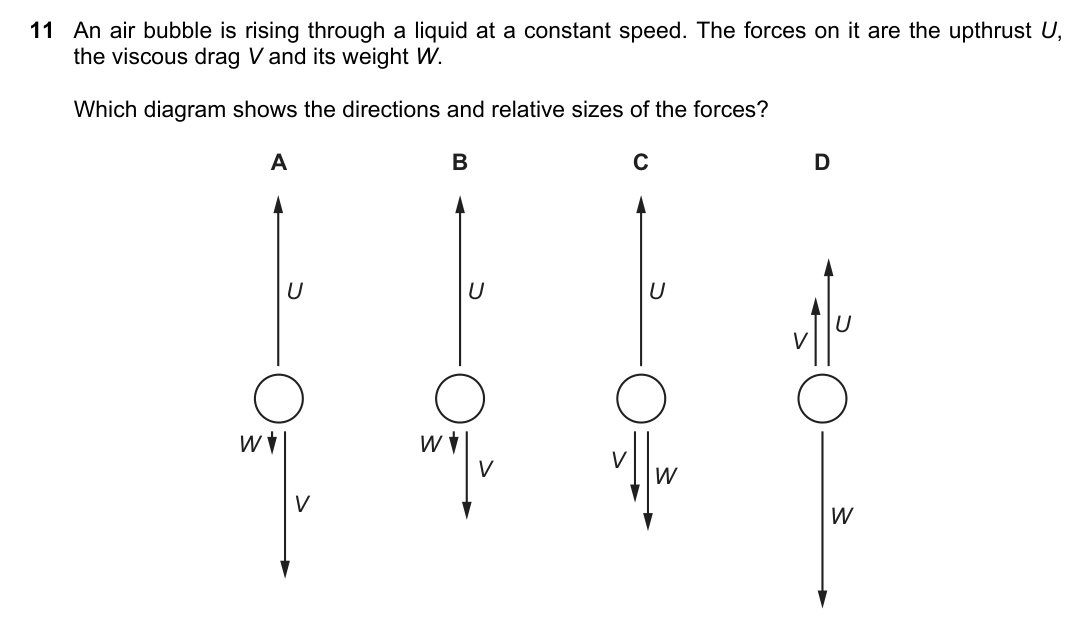 11 An air bubble is rising through a liquid at a constant speed. The forces on it are the upthrust U,
the viscous drag V and its weight W.
Which diagram shows the directions and relative sizes of the forces?
A B C D
U U U V U
W V W V V W W